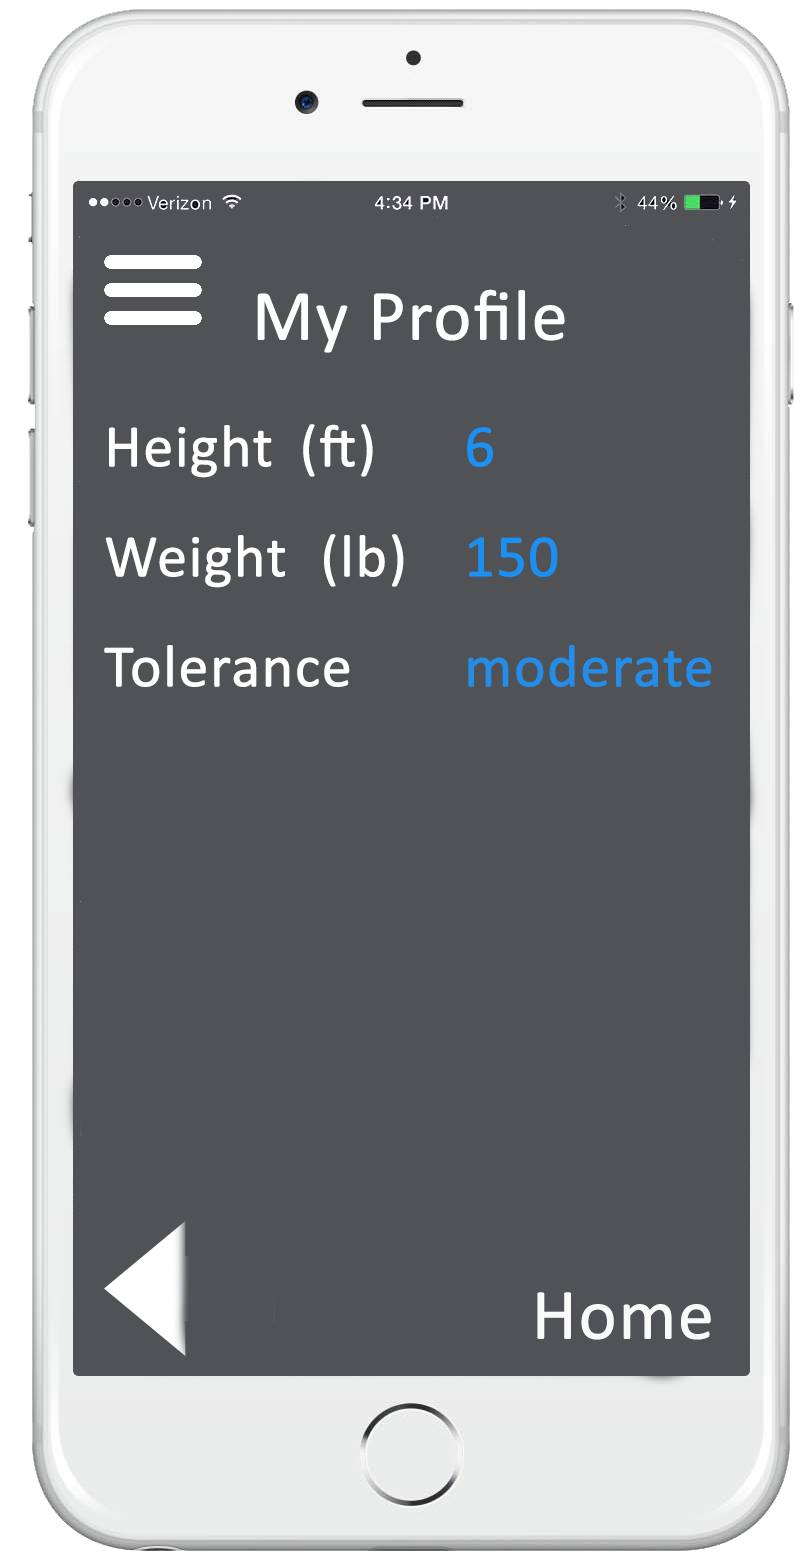 Verizon 4:34 PM 44%
My Profile
Height (ft) 6
Weight (lb) 150
Tolerance moderate
Home